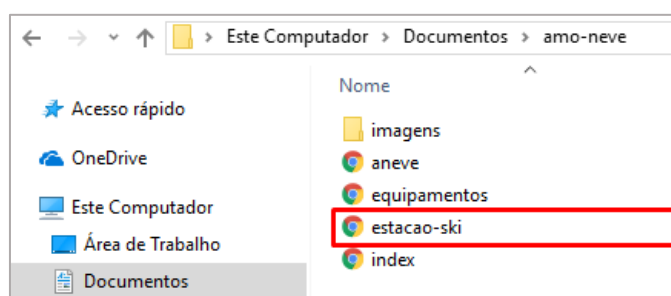 Este Computador > Documentos > amo-neve
Nome
Acesso rápido
imagens
aneve
OneDrive
equipamentos
Este Computador
estacao-ski
Área de Trabalho
index
Documentos